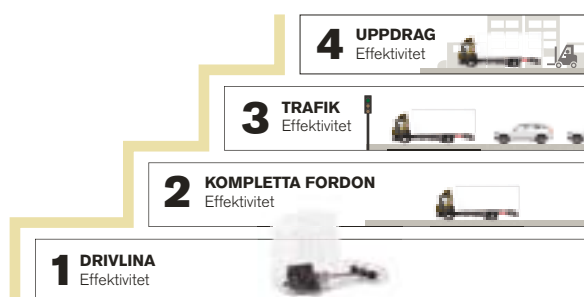 4 UPPDRAG
Effektivitet
3 TRAFIK
Effektivitet
2 KOMPLETTA FORDON
Effektivitet
1 DRIVLINA
Effektivitet